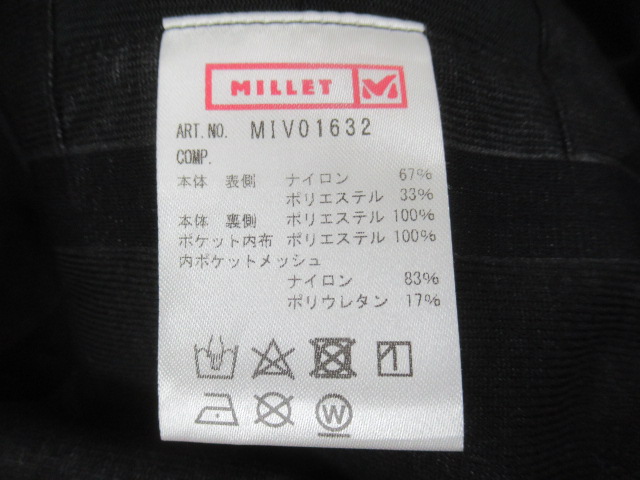 MILLET
ART.NO. MIV01632
COMP.
本体 表側 ナイロン 67%
ポリエステル 33%
本体 裏側 ポリエステル 100%
ポケット内布 ポリエステル 100%
内ポケットメッシュ
ナイロン 83%
ポリウレタン 17%
W